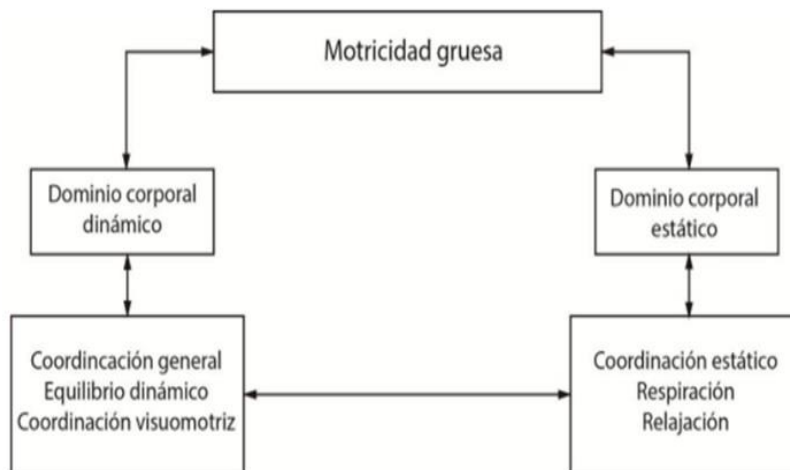 Motricidad gruesa
Dominio corporal
dinámico
Dominio corporal
estático
Coordincación general
Equilibrio dinámico
Coordinación visuomotriz
Coordinación estático
Respiración
Relajación